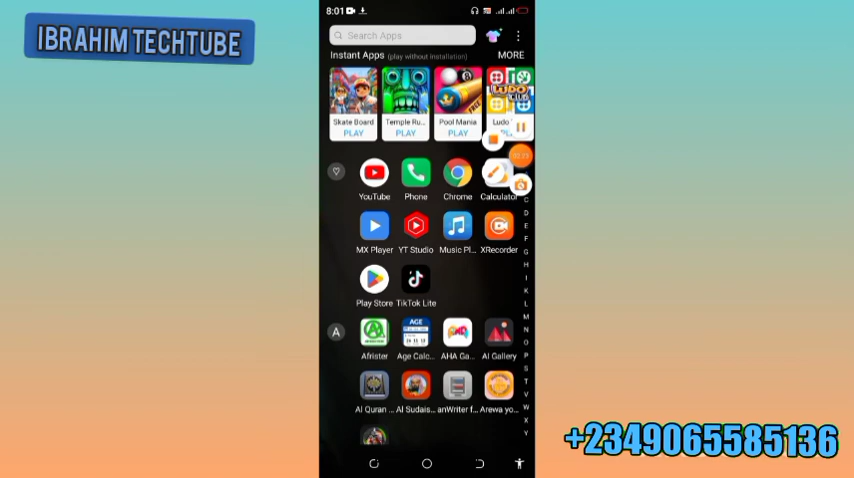 IBRAHIM TECHTUBE
8:01
Search Apps
Instant Apps (play without installation) MORE
Skate Board Temple Ru... Pool Mania Ludo
PLAY PLAY PLAY PLAY
YouTube Phone Chrome Calculator
MX Player YT Studio Music Pl... XRecorder
Play Store TikTok Lite
A
AGE
Afrister Age Calc... AHA Ga... AI Gallery
Al Quran ... Al Sudais... anWriter f... Arewa yo...
C
D
E
F
G
H
I
K
L
M
N
O
P
S
T
V
W
X
Y
+2349065585136